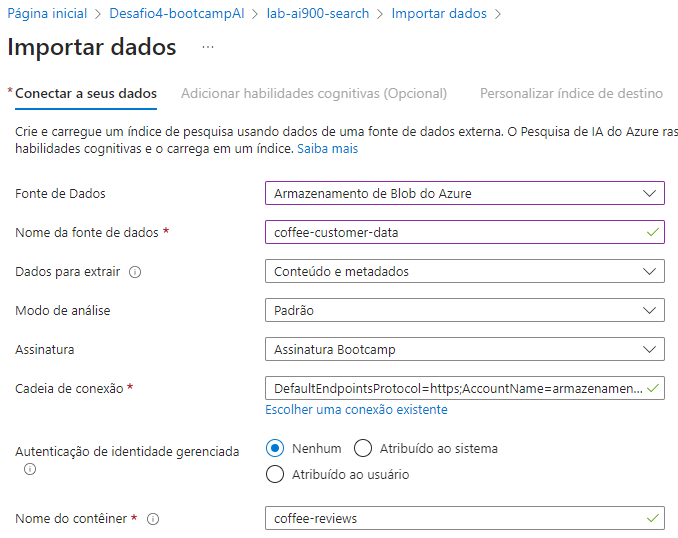 Página inicial > Desafio4-bootcampAI > lab-ai900-search > Importar dados >
Importar dados ...
* Conectar a seus dados Adicionar habilidades cognitivas (Opcional) Personalizar índice de destino
Crie e carregue um índice de pesquisa usando dados de uma fonte de dados externa. O Pesquisa de IA do Azure ras
habilidades cognitivas e o carrega em um índice. Saiba mais
Fonte de Dados Armazenamento de Blob do Azure
Nome da fonte de dados * coffee-customer-data
Dados para extrair Conteúdo e metadados
Modo de análise Padrão
Assinatura Assinatura Bootcamp
Cadeia de conexão * DefaultEndpointsProtocol=https;AccountName=armazenamen...
Escolher uma conexão existente
Autenticação de identidade gerenciada Nenhum Atribuído ao sistema
Atribuído ao usuário
Nome do contêiner * coffee-reviews